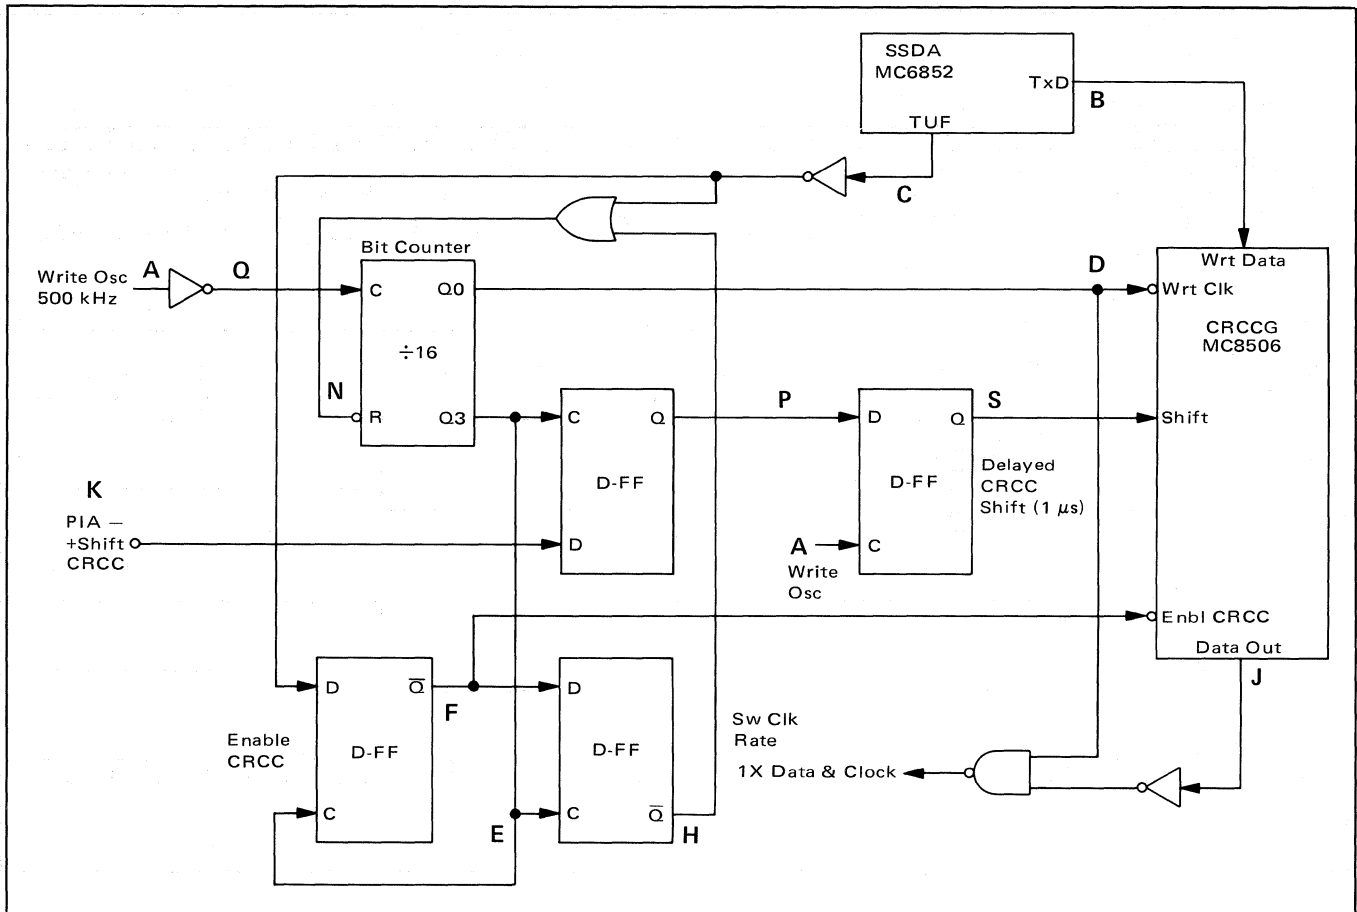 SSDA
MC6852
TxD
B
TUF
C
Bit Counter
Write Osc
500 kHz
A
Q
C
Q0
÷16
N
R
Q3
D
Wrt Data
Wrt Clk
CRCCG
MC8506
Shift
Enbl CRCC
Data Out
J
C
Q
D-FF
D
P
D
Q
D-FF
C
S
Delayed
CRCC
Shift (1 μs)
A
Write
Osc
K
PIA —
+Shift
CRCC
Enable
CRCC
D
Q̅
D-FF
C
F
E
D
D-FF
C
Q̅
H
Sw Clk
Rate
1X Data & Clock